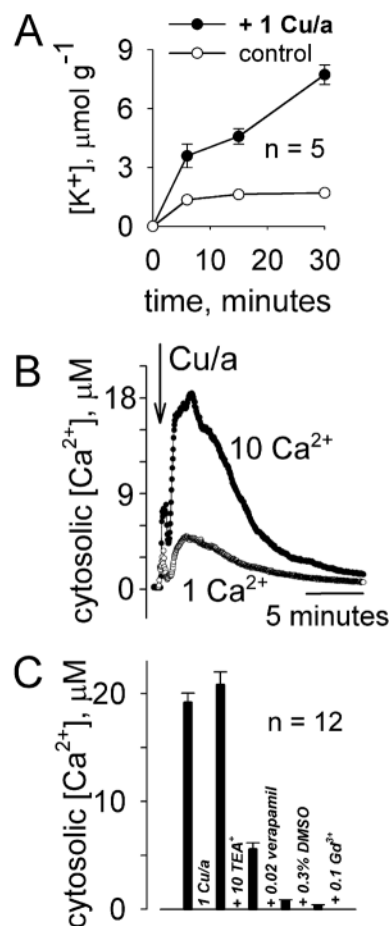 A
+ 1 Cu/a
control
[K⁺], μmol g⁻¹
9
6
3
0
n = 5
0 10 20 30
time, minutes
B
Cu/a
cytosolic [Ca²⁺], μM
18
9
0
10 Ca²⁺
1 Ca²⁺
5 minutes
C
cytosolic [Ca²⁺], μM
20
10
0
n = 12
1 Cu/a
+ 10 TEA⁺
+ 0.02 verapamil
+ 0.3% DMSO
+ 0.1 Gd³⁺